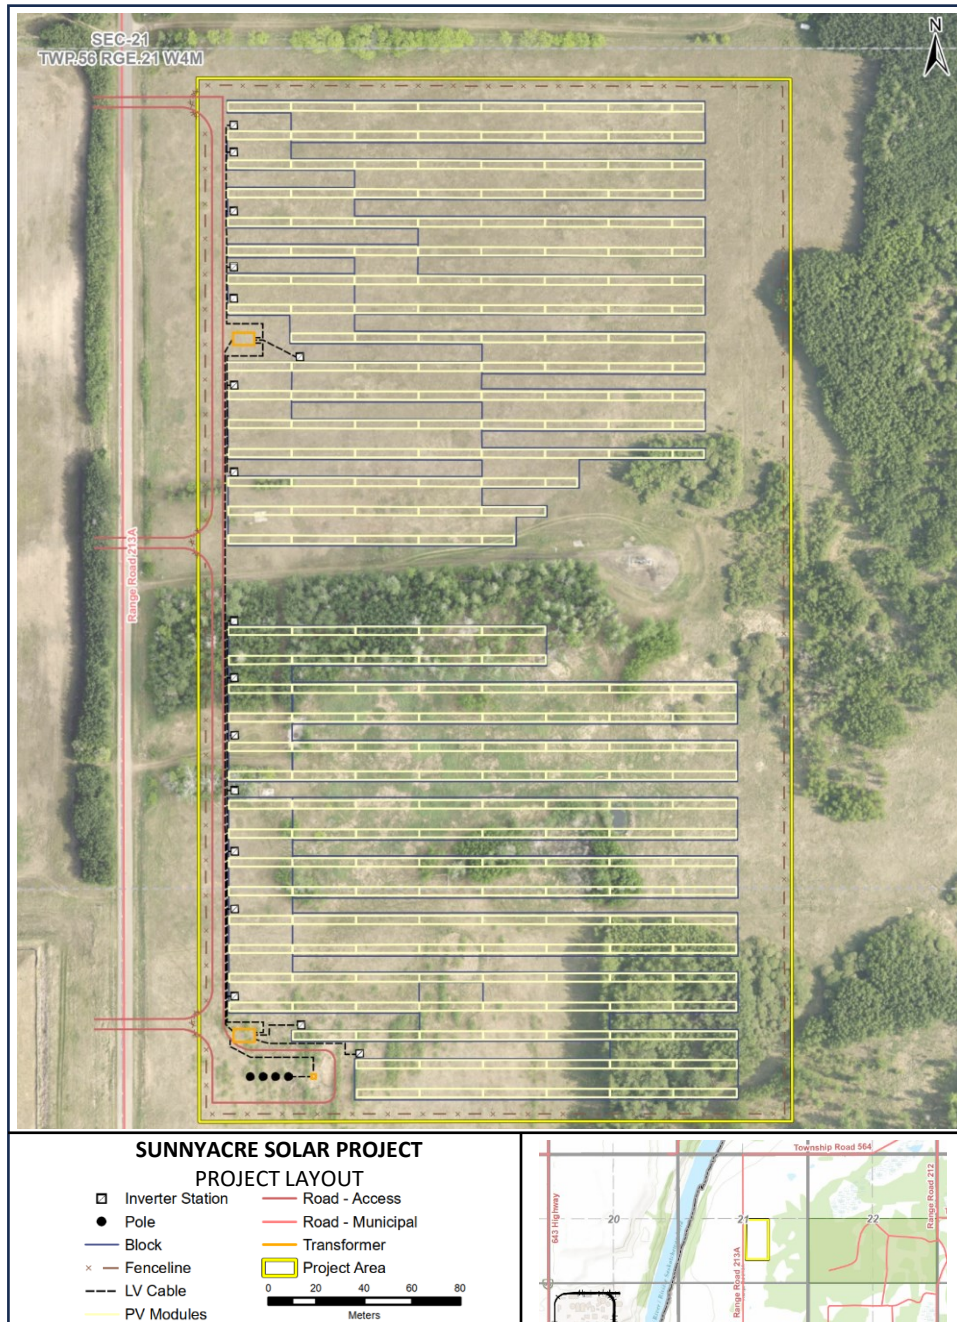 SEC-21
TWP.56 RGE.21 W4M
N
Range Road 213A
SUNNYACRE SOLAR PROJECT
PROJECT LAYOUT
Inverter Station
Pole
Block
Fenceline
LV Cable
PV Modules
Road - Access
Road - Municipal
Transformer
Project Area
0 20 40 60 80
Meters
Township Road 564
643 Highway
20
21
22
Range Road 212
Range Road 213A